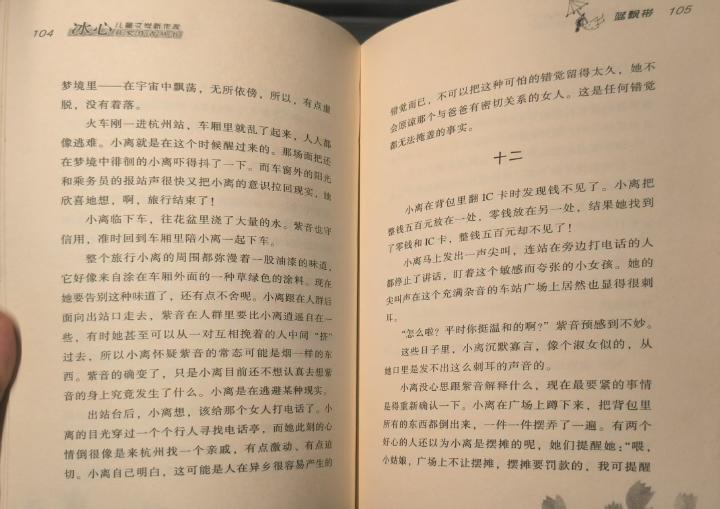 104 冰心儿童文学新作奖
梦境里——在宇宙中飘荡，无所依傍，所以，有点虚
脱，没有着落。
火车刚一进杭州站，车厢里就乱了起来，人人都
像逃难。小离就是在这个时候醒过来的。那场面把还
在梦境中徘徊的小离吓得抖了一下。而车窗外的阳光
和乘务员的报站声很快又把小离的意识拉回现实，她
欣喜地想，啊，旅行结束了！
小离临下车，往花盆里浇了大量的水。紫音也守
信用，准时回到车厢里陪小离一起下车。
整个旅行小离的周围都弥漫着一股油漆的味道，
它好像来自涂在车厢外面的一种草绿色的涂料。现在
她要告别这种味道了，还有点不舍呢。小离跟在人群后
面向出站口走去，紫音在人群里要比小离逍遥自在一
些，有时她甚至可以从一对互相挽着的人中间“挤”
过去，所以小离怀疑紫音的常态可能是烟一样的东
西。紫音的确变了，只是小离目前还不想认真去想紫
音的身上究竟发生了什么。小离是在逃避某种现实。
出站台后，小离想，该给那个女人打电话了。小
离的目光穿过一个个行人寻找电话亭，而她此刻的心
情倒很像是来杭州找一个亲戚，有点激动、有点迫
切。小离自己明白，这可能是人在异乡很容易产生的
蓝飘带 105
错觉而已，不可以把这种可怕的错觉留得太久，她不
会原谅那个与爸爸有密切关系的女人。这是任何错觉
都无法掩盖的事实。
十二
小离在背包里翻IC卡时发现钱不见了。小离把
整钱五百元放在一处，零钱放在另一处，结果她找到
了零钱和IC卡，整钱五百元却不见了！
小离马上发出一声尖叫，连站在旁边打电话的人
都停止了讲话，盯着这个敏感而夸张的小女孩。她的
尖叫声在这个充满杂音的车站广场上居然也显得很刺
耳。
“怎么啦？平时你挺温和的啊？”紫音预感到不妙。
这些日子里，小离沉默寡言，像个淑女似的，从
她口里是发不出这么刺耳的声音的。
小离没心思跟紫音解释什么，现在最要紧的事情
是得重新确认一下。小离在广场上蹲下来，把背包里
所有的东西都倒出来，一件一件摆弄了一遍。有两个
好心的人还以为小离是摆摊的呢，她们提醒她：“喂，
小姑娘，广场上不让摆摊，摆摊要罚款的，我可提醒